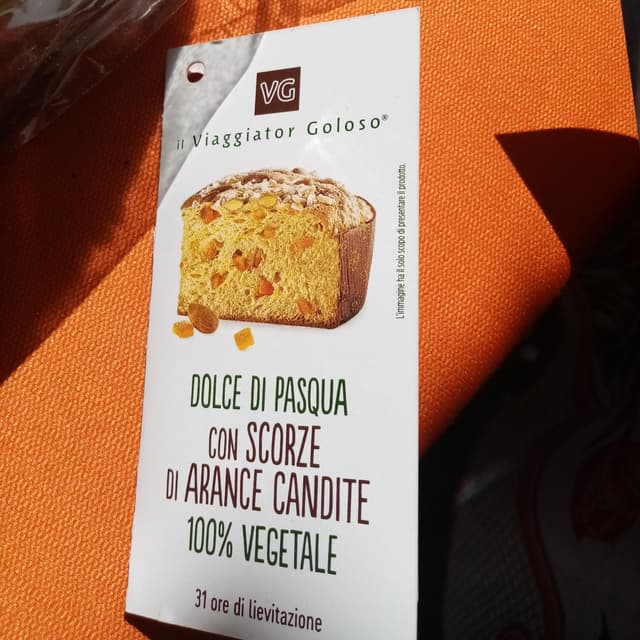 VG
il Viaggiator Goloso®
L'immagine ha il solo scopo di presentare il prodotto.
DOLCE DI PASQUA
CON SCORZE
DI ARANCE CANDITE
100% VEGETALE
31 ore di lievitazione